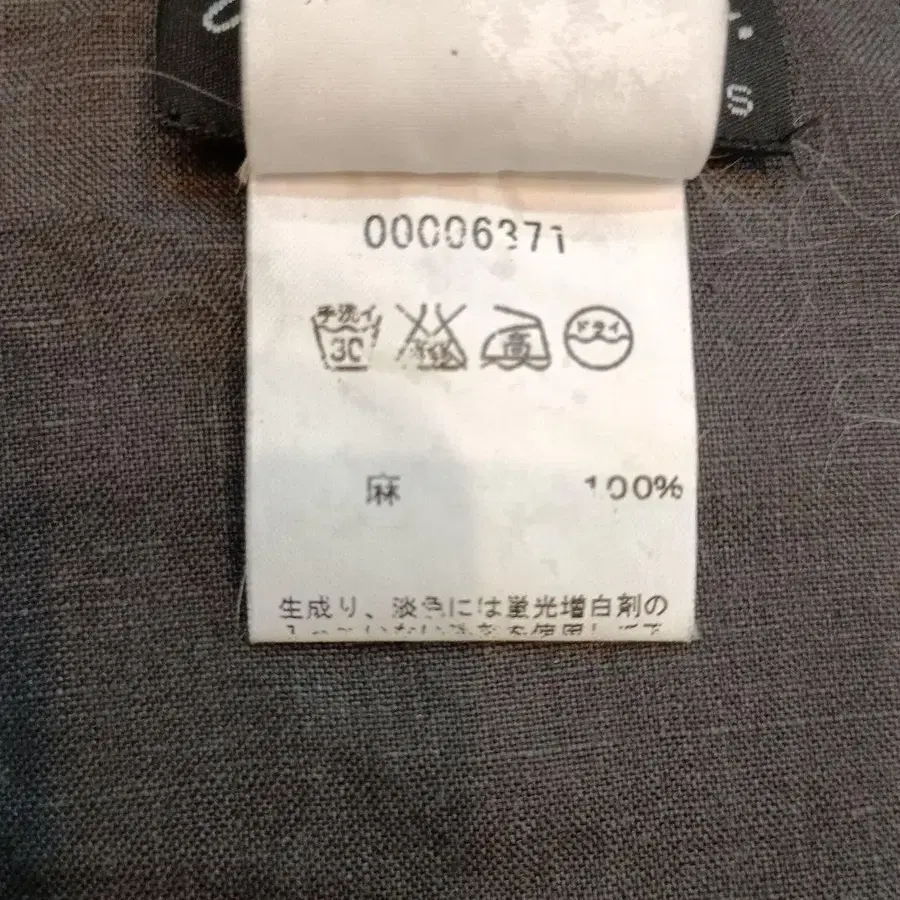 s
00006371
手洗イ 30 高 ドライ
麻 100%
生成り、淡色には蛍光増白剤の